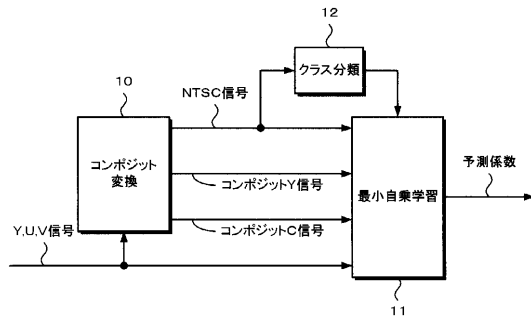 12
クラス分類
10
NTSC信号
コンポジット
変換
コンポジットY信号
最小自乗学習
予測係数
コンポジットC信号
Y,U,V信号
11